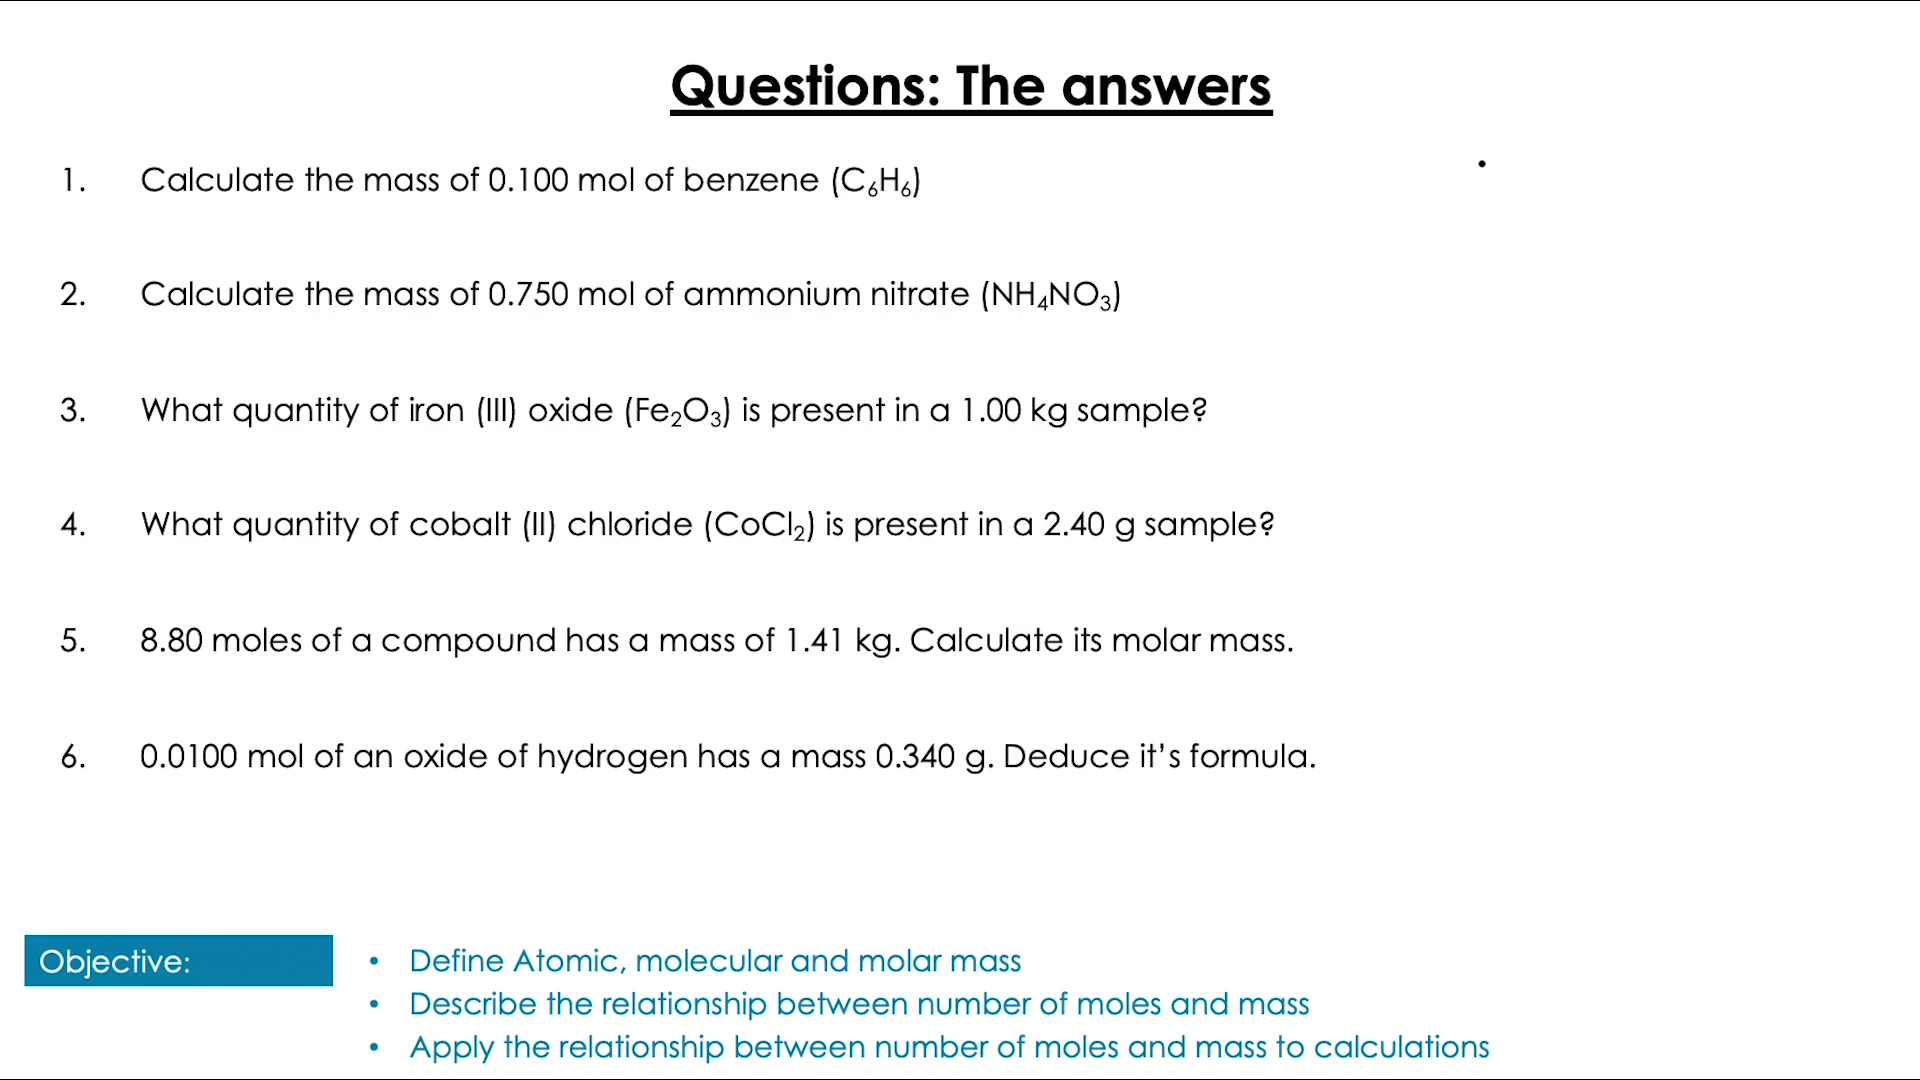 Questions: The answers
1. Calculate the mass of 0.100 mol of benzene (C₆H₆)
2. Calculate the mass of 0.750 mol of ammonium nitrate (NH₄NO₃)
3. What quantity of iron (III) oxide (Fe₂O₃) is present in a 1.00 kg sample?
4. What quantity of cobalt (II) chloride (CoCl₂) is present in a 2.40 g sample?
5. 8.80 moles of a compound has a mass of 1.41 kg. Calculate its molar mass.
6. 0.0100 mol of an oxide of hydrogen has a mass 0.340 g. Deduce it’s formula.
Objective:
• Define Atomic, molecular and molar mass
• Describe the relationship between number of moles and mass
• Apply the relationship between number of moles and mass to calculations